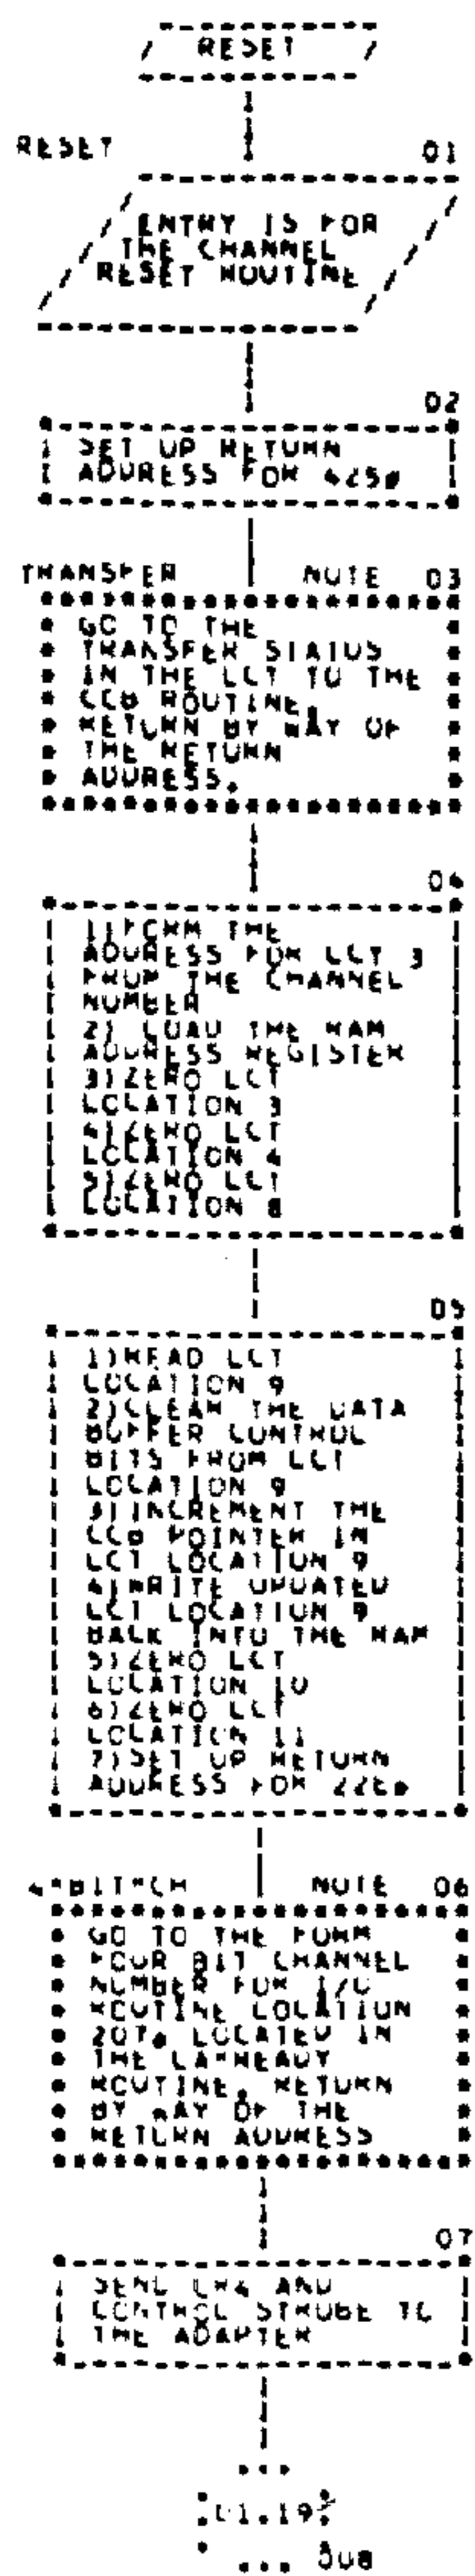 RESET
RESET 01
ENTRY IS FOR
THE CHANNEL
RESET ROUTINE
02
SET UP RETURN
ADDRESS FOR 425#
TRANSFER NOTE 03
GO TO THE
TRANSFER STATUS
IN THE LCT TO THE
CCB ROUTINE.
RETURN BY WAY OF
THE RETURN
ADDRESS.
04
1)FORM THE
ADDRESS FOR LCT 3
FROM THE CHANNEL
NUMBER
2) LOAD THE RAM
ADDRESS REGISTER
3)ZERO LCT
LOCATION 3
4)ZERO LCT
LOCATION 4
5)ZERO LCT
LOCATION 8
05
1)READ LCT
LOCATION 9
2)CLEAR THE DATA
BUFFER CONTROL
BITS FROM LCT
LOCATION 9
3)INCREMENT THE
CCB POINTER IN
LCT LOCATION 9
4)WRITE UPDATED
LCT LOCATION 9
BACK INTO THE RAM
5)ZERO LCT
LOCATION 10
6)ZERO LCT
LOCATION 11
7)SET UP RETURN
ADDRESS FOR 22E#
4*BIT*CH NOTE 06
GO TO THE FORM
FOUR BIT CHANNEL
NUMBER FOR I/O
ROUTINE LOCATION
207# LOCATED IN
THE
ROUTINE. RETURN
BY WAY OF THE
RETURN ADDRESS
07
SEND CR4 AND
CONTROL STROBE TO
THE ADAPTER
01.19